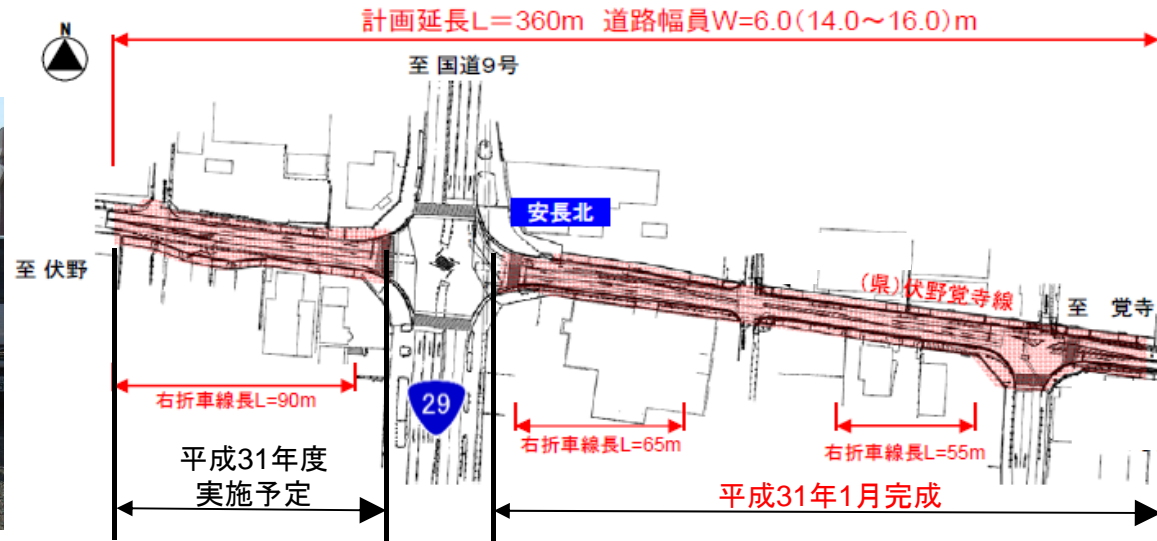 計画延長L=360m 道路幅員W=6.0(14.0~16.0)m
N
至 国道9号
安長北
至 伏野
(県)伏野覚寺線
至 覚寺
29
右折車線長L=90m
右折車線長L=65m
右折車線長L=55m
平成31年度
実施予定
平成31年1月完成